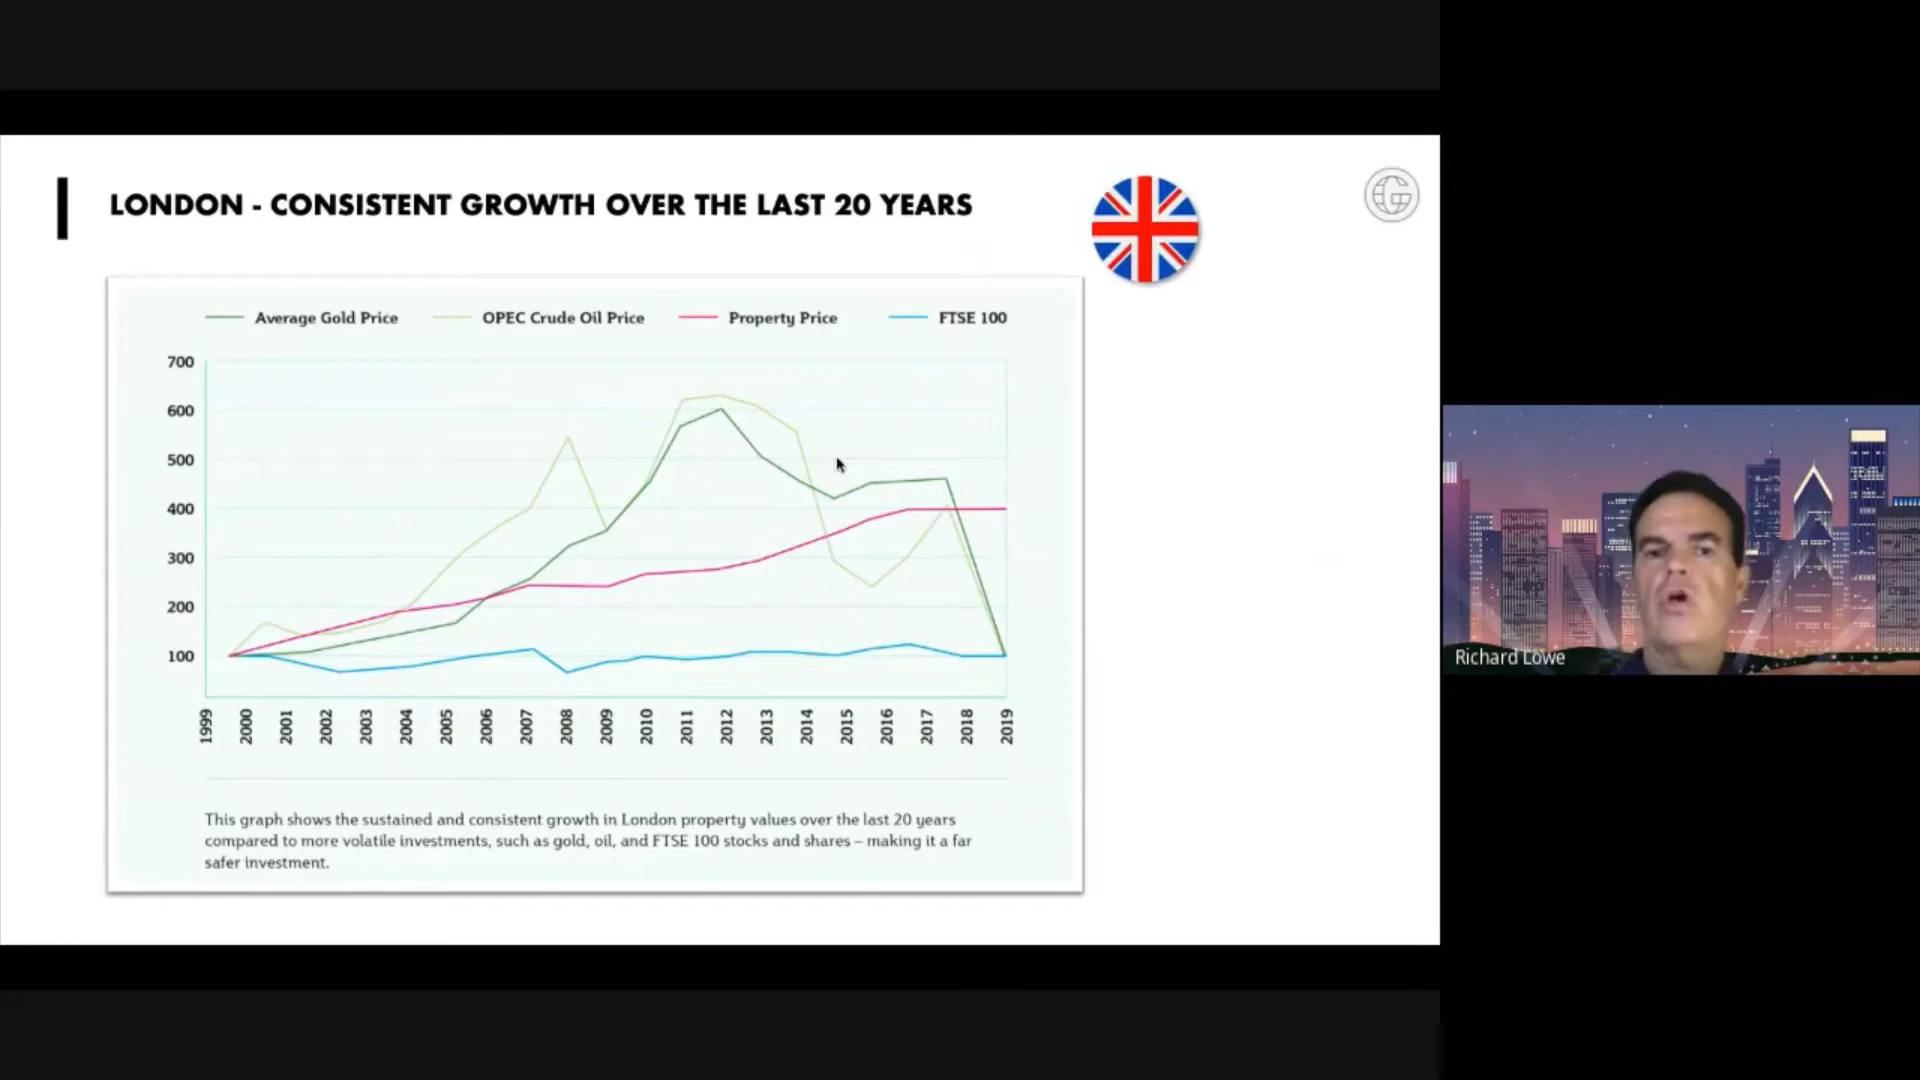 LONDON - CONSISTENT GROWTH OVER THE LAST 20 YEARS
Average Gold Price OPEC Crude Oil Price Property Price FTSE 100
700
600
500
400
300
200
100
1999 2000 2001 2002 2003 2004 2005 2006 2007 2008 2009 2010 2011 2012 2013 2014 2015 2016 2017 2018 2019
This graph shows the sustained and consistent growth in London property values over the last 20 years
compared to more volatile investments, such as gold, oil, and FTSE 100 stocks and shares – making it a far
safer investment.
Richard Lowe